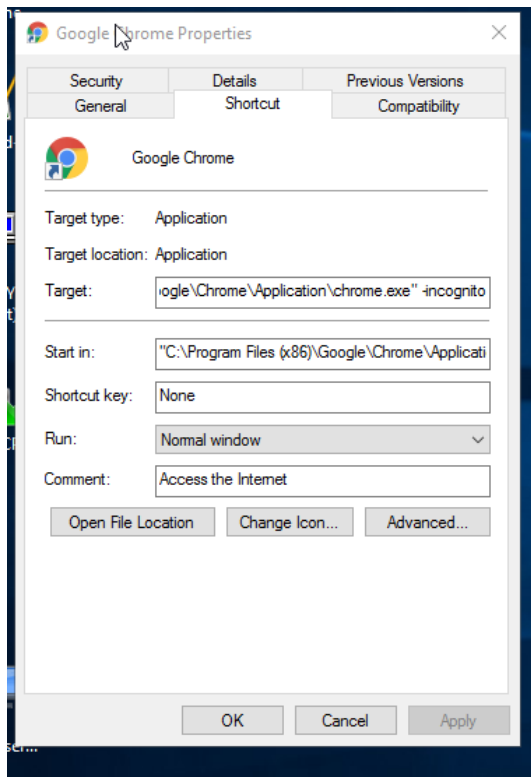 Google Chrome Properties
Security Details Previous Versions
General Shortcut Compatibility
Google Chrome
Target type: Application
Target location: Application
Target: ogle\Chrome\Application\chrome.exe" -incognito
Start in: "C:\Program Files (x86)\Google\Chrome\Applicati
Shortcut key: None
Run: Normal window
Comment: Access the Internet
Open File Location Change Icon... Advanced...
OK Cancel Apply